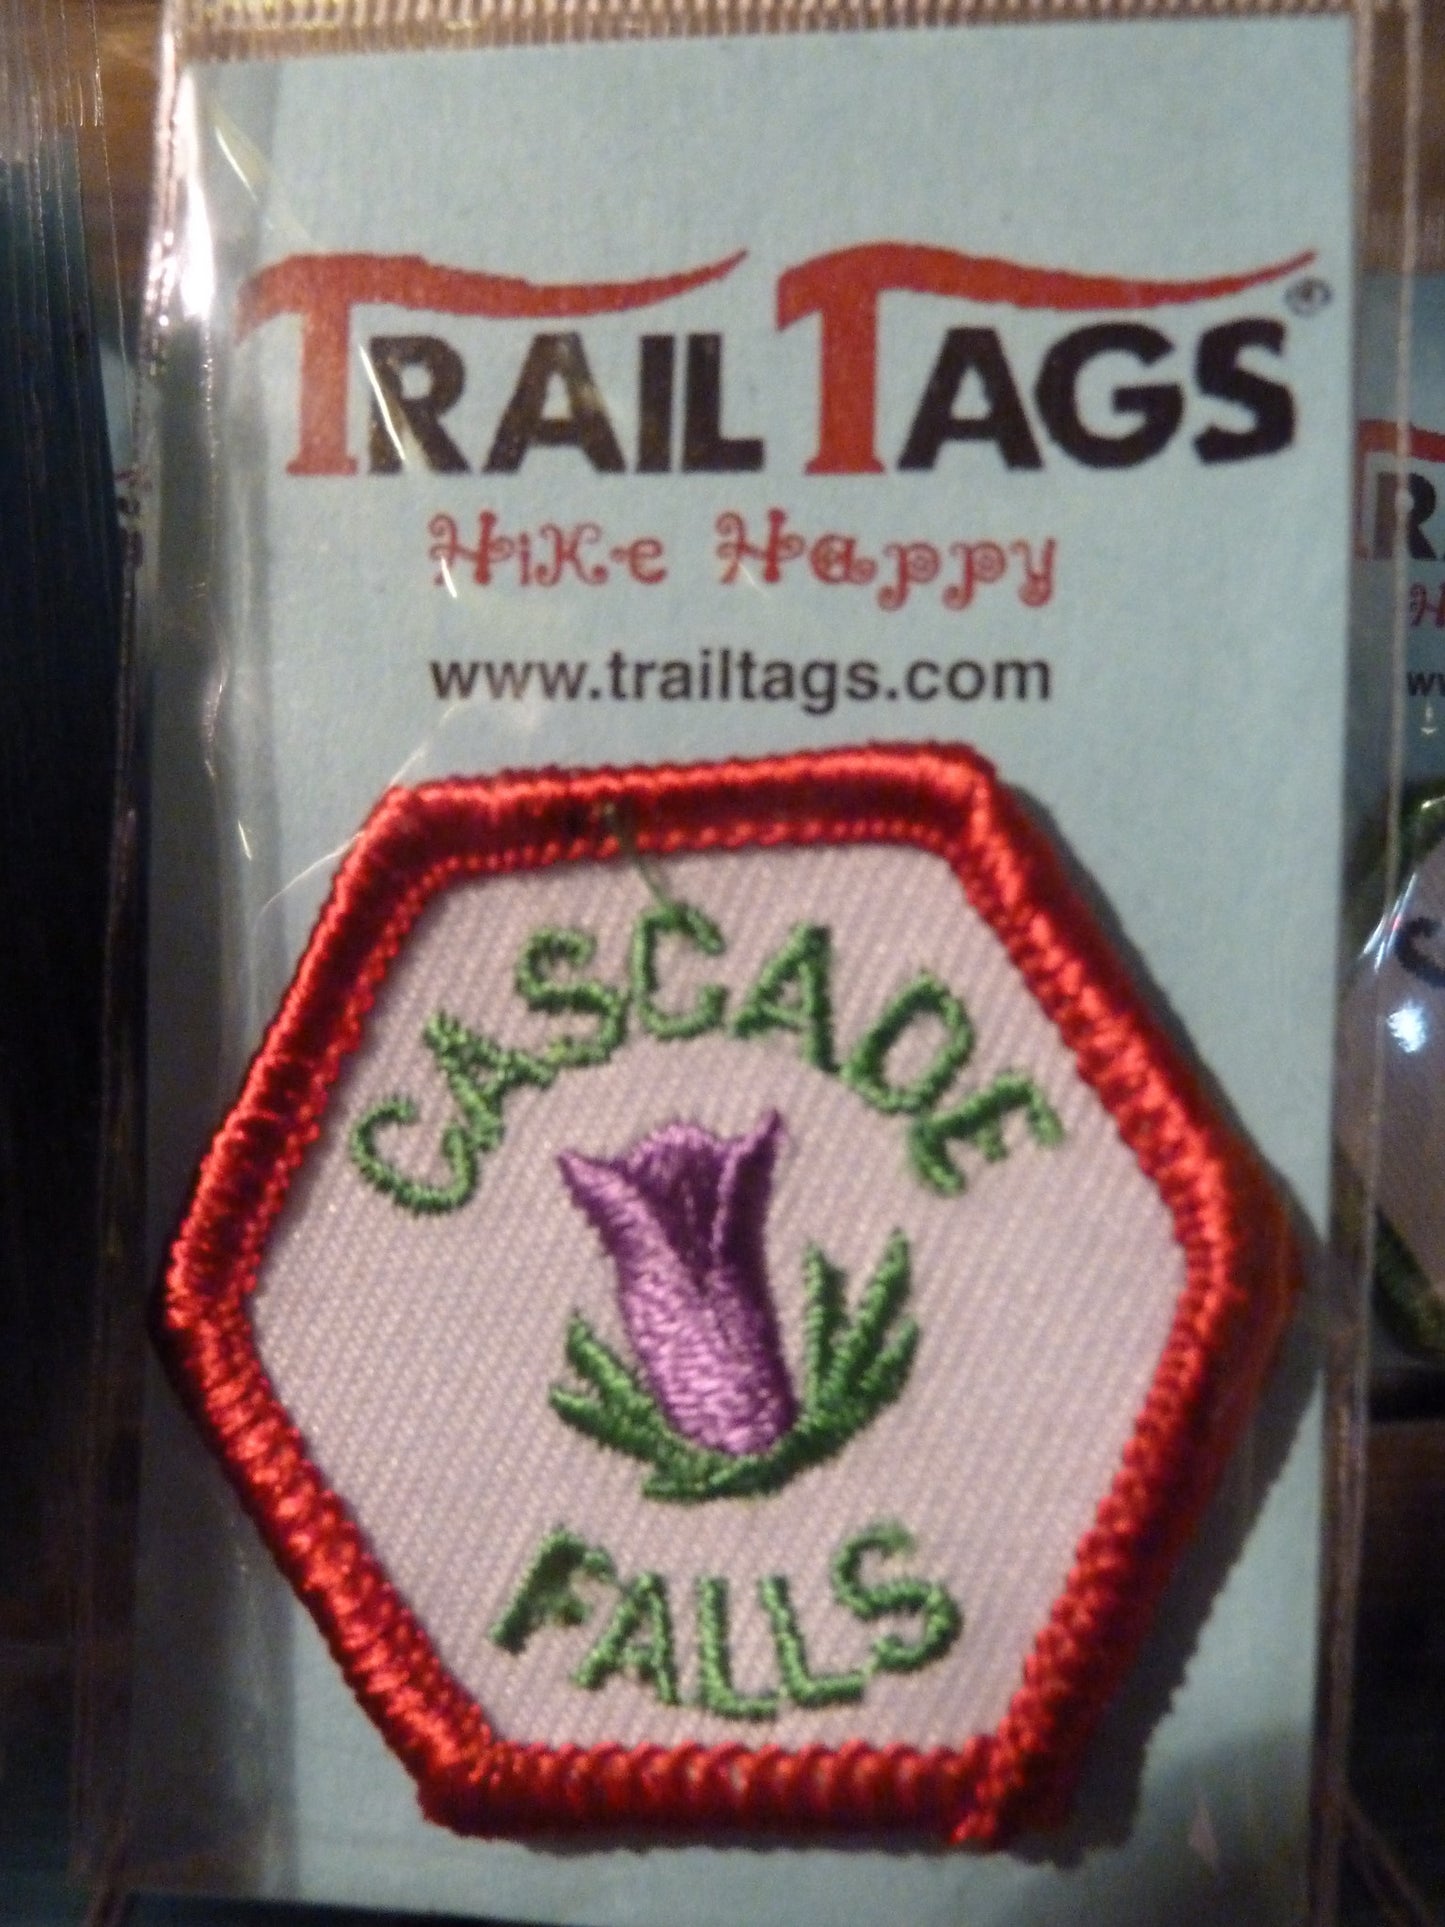 TRAIL TAGS®
HiKe Happy
www.trailtags.com
CASCADE
FALLS